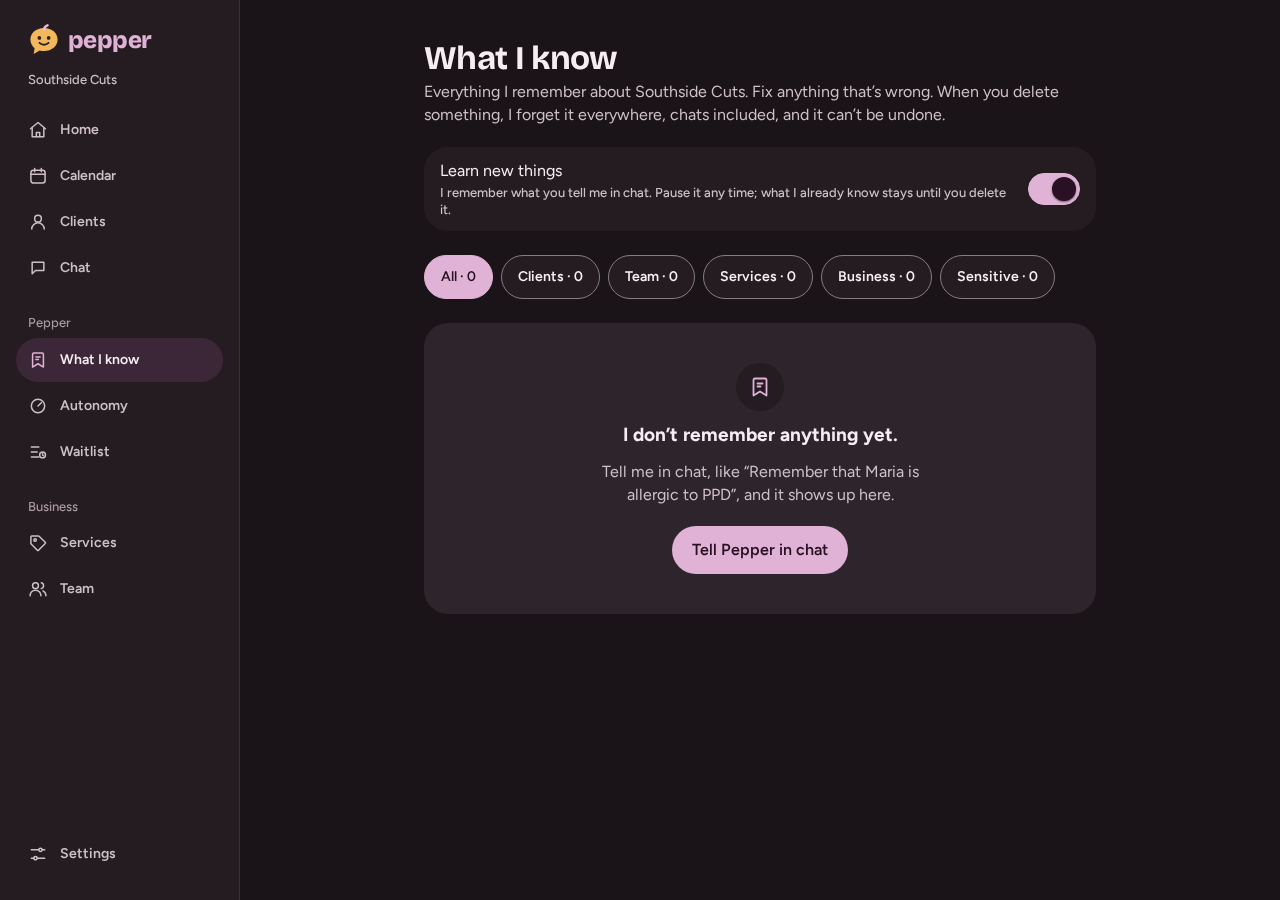 pepper
Southside Cuts
Home
Calendar
Clients
Chat
Pepper
What I know
Autonomy
Waitlist
Business
Services
Team
Settings
What I know
Everything I remember about Southside Cuts. Fix anything that’s wrong. When you delete
something, I forget it everywhere, chats included, and it can’t be undone.
Learn new things
I remember what you tell me in chat. Pause it any time; what I already know stays until you delete
it.
All · 0
Clients · 0
Team · 0
Services · 0
Business · 0
Sensitive · 0
I don’t remember anything yet.
Tell me in chat, like “Remember that Maria is
allergic to PPD”, and it shows up here.
Tell Pepper in chat